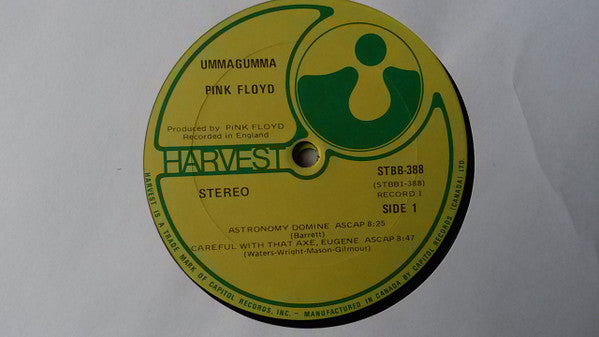 UMMAGUMMA
PINK FLOYD
Produced by PINK FLOYD
Recorded in England
HARVEST
STEREO
STBB-388
(STBB1-388)
RECORD 1
SIDE 1
ASTRONOMY DOMINE ASCAP 8:25
(Barrett)
CAREFUL WITH THAT AXE, EUGENE ASCAP 8:47
(Waters-Wright-Mason-Gilmour)
HARVEST IS A TRADE MARK OF CAPITOL RECORDS, INC. – MANUFACTURED IN CANADA BY CAPITOL RECORDS (CANADA) LTD.